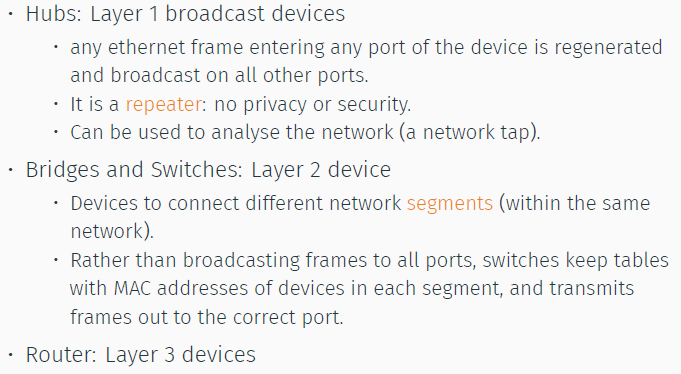 • Hubs: Layer 1 broadcast devices
• any ethernet frame entering any port of the device is regenerated
and broadcast on all other ports.
• It is a repeater: no privacy or security.
• Can be used to analyse the network (a network tap).
• Bridges and Switches: Layer 2 device
• Devices to connect different network segments (within the same
network).
• Rather than broadcasting frames to all ports, switches keep tables
with MAC addresses of devices in each segment, and transmits
frames out to the correct port.
• Router: Layer 3 devices